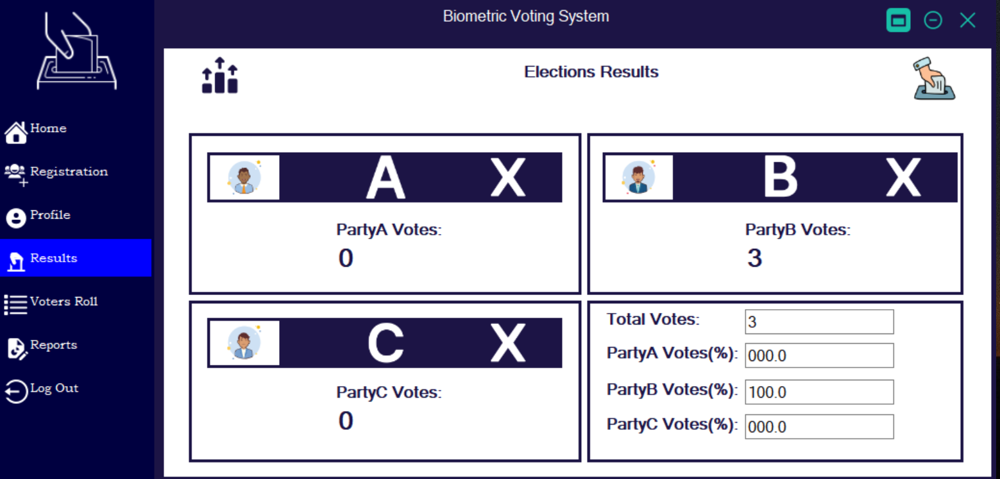 Biometric Voting System
Home
Registration
Profile
Results
Voters Roll
Reports
Log Out
Elections Results
A X
PartyA Votes:
0
B X
PartyB Votes:
3
C X
PartyC Votes:
0
Total Votes: 3
PartyA Votes(%): 000.0
PartyB Votes(%): 100.0
PartyC Votes(%): 000.0